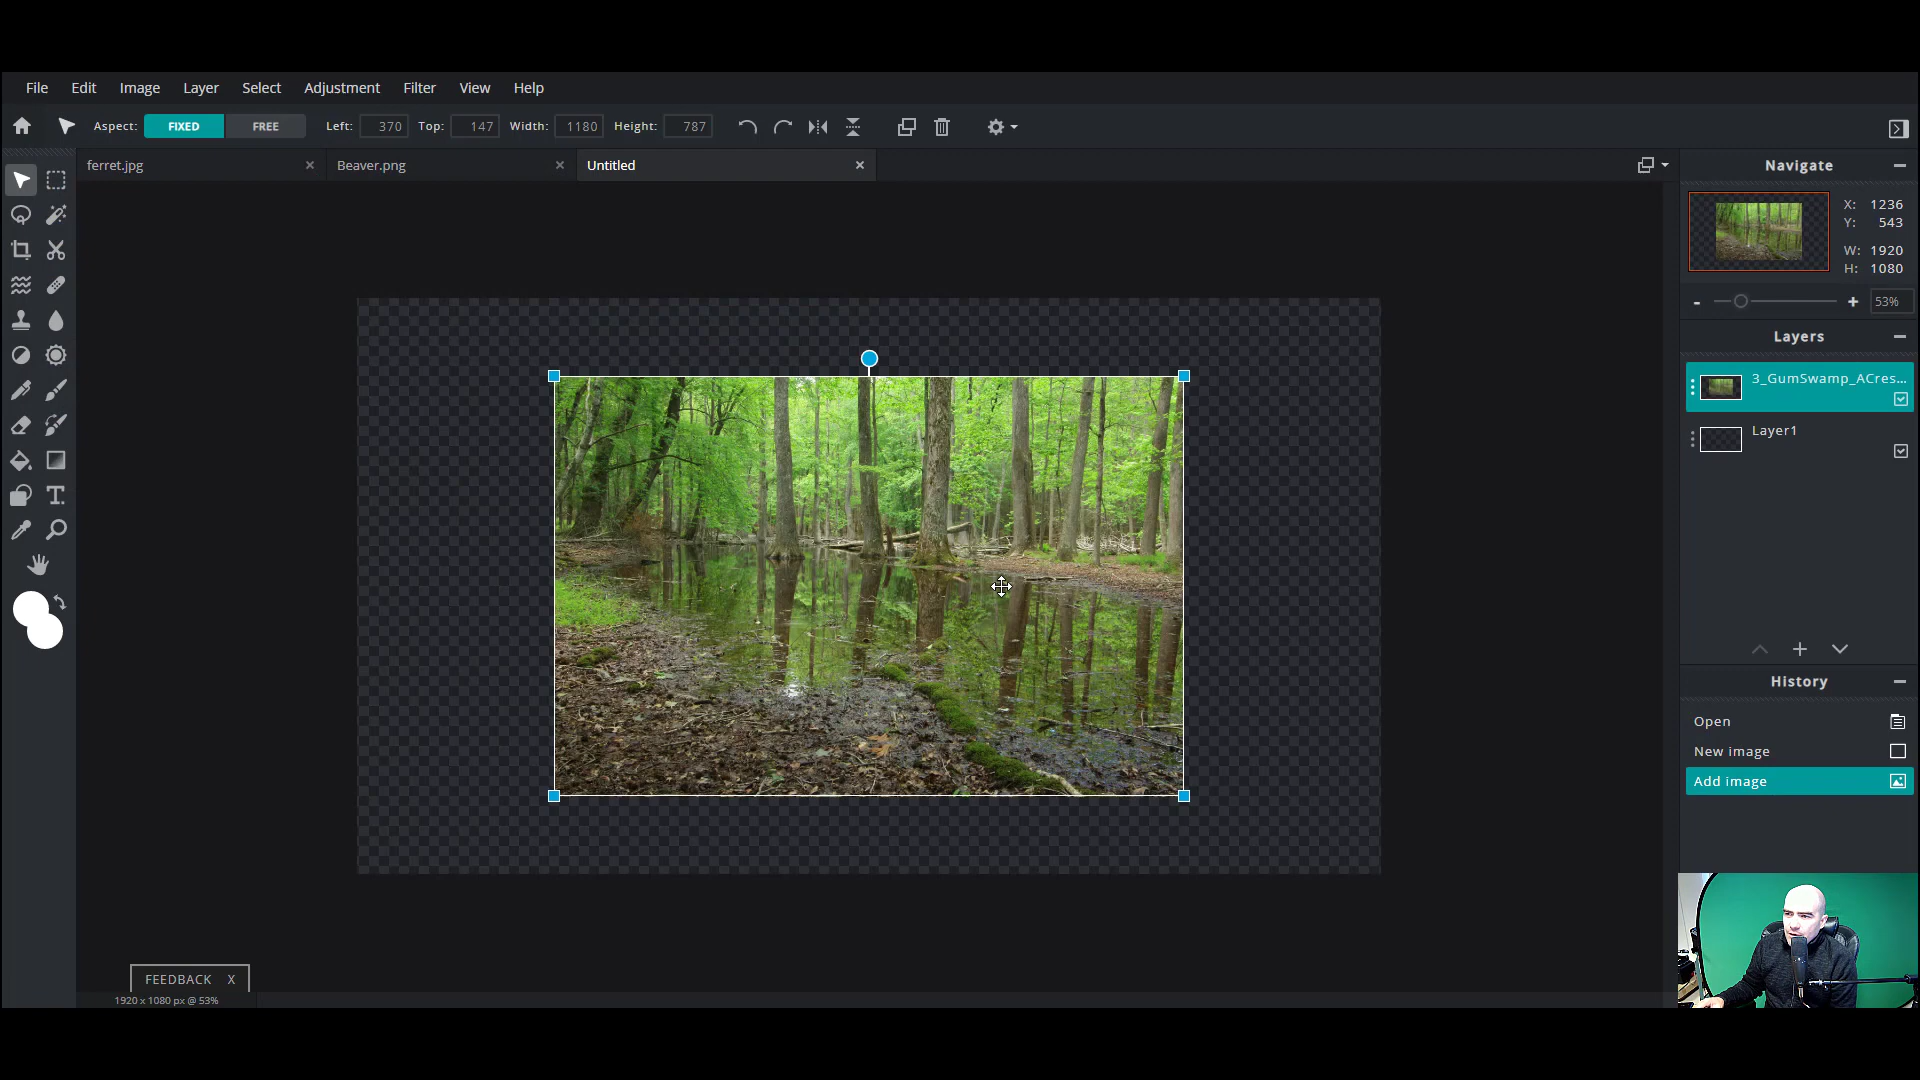 File Edit Image Layer Select Adjustment Filter View Help
Aspect: FIXED FREE Left: 370 Top: 147 Width: 1180 Height: 787
ferret.jpg Beaver.png Untitled
Navigate
X: 1236
Y: 543
W: 1920
H: 1080
53%
Layers
3_GumSwamp_ACres...
Layer1
History
Open
New image
Add image
FEEDBACK X
1920 x 1080 px @ 53%